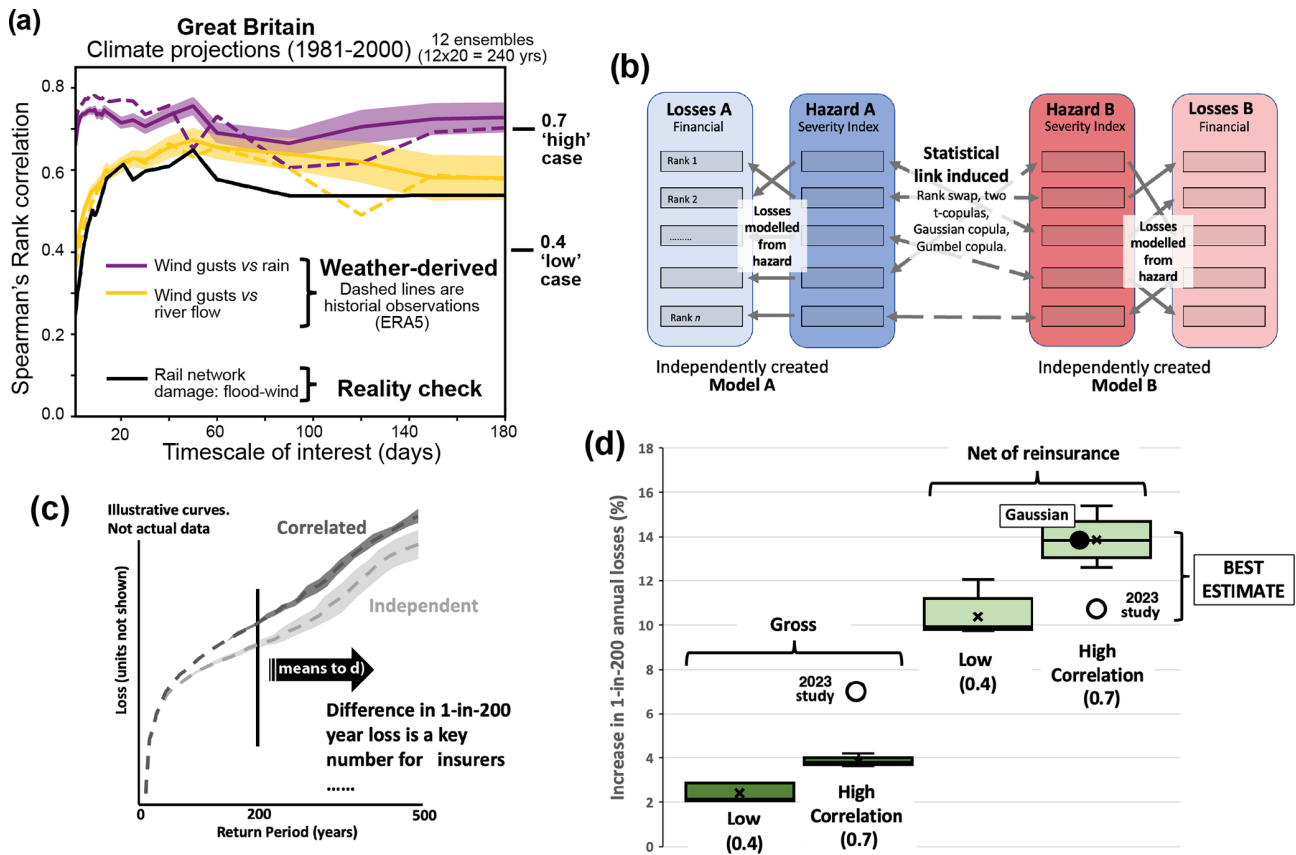 (a)
Great Britain
Climate projections (1981-2000)
12 ensembles
(12x20 = 240 yrs)
Spearman's Rank correlation
0.8
0.6
0.4
0.2
0.0
0.7
'high'
case
0.4
'low'
case
Wind gusts vs rain
Wind gusts vs
river flow
Weather-derived
Dashed lines are
historial observations
(ERA5)
Rail network
damage: flood-wind
Reality check
20
60
100
140
180
Timescale of interest (days)
(b)
Losses A
Financial
Hazard A
Severity Index
Hazard B
Severity Index
Losses B
Financial
Rank 1
Rank 2
.........
Rank n
Losses
modelled
from
hazard
Statistical
link induced
Rank swap, two
t-copulas,
Gaussian copula,
Gumbel copula.
Losses
modelled
from
hazard
Independently created
Model A
Independently created
Model B
(c)
Illustrative curves.
Not actual data
Correlated
Independent
Loss (units not shown)
means to d)
Difference in 1-in-200
year loss is a key
number for insurers
......
0
200
500
Return Period (years)
(d)
Increase in 1-in-200 annual losses (%)
18
16
14
12
10
8
6
4
2
0
Net of reinsurance
Gaussian
BEST
ESTIMATE
2023
study
Gross
Low
(0.4)
High
Correlation
(0.7)
2023
study
Low
(0.4)
High
Correlation
(0.7)